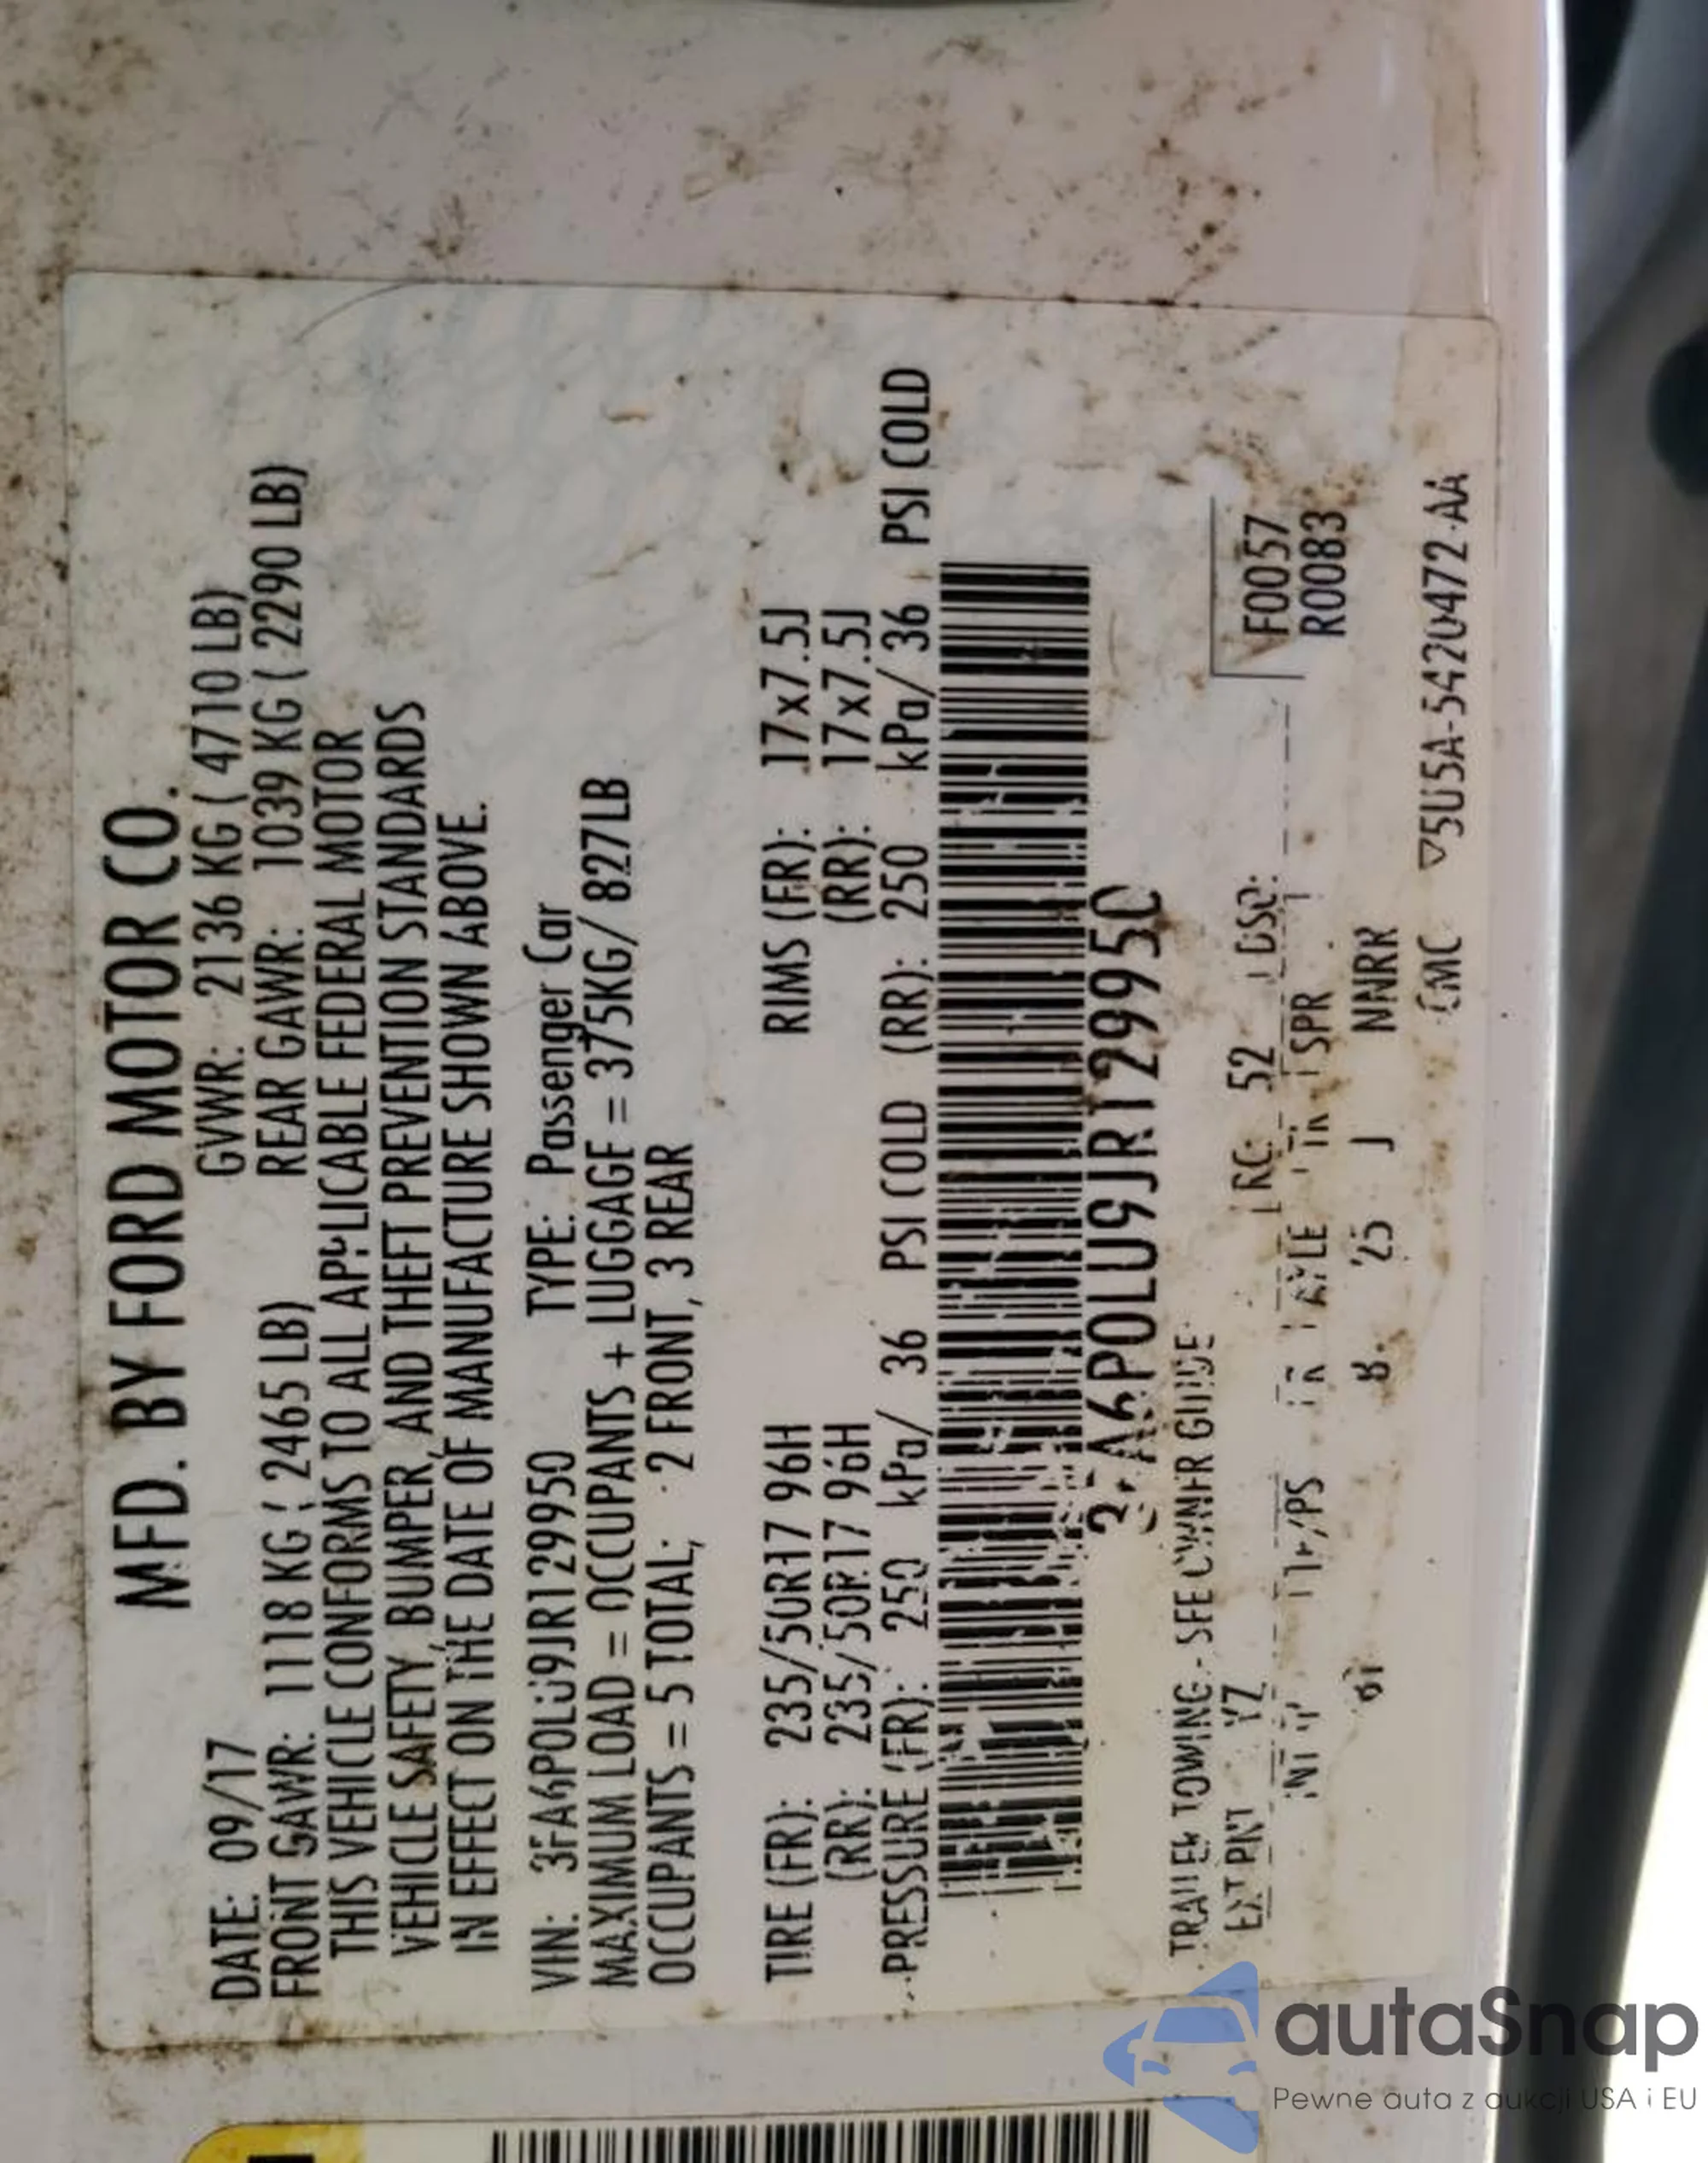 MFD. BY FORD MOTOR CO.
DATE: 09/17 GVWR: 2136 KG ( 4710 LB)
FRONT GAWR: 1118 KG ( 2465 LB) REAR GAWR: 1039 KG ( 2290 LB)
THIS VEHICLE CONFORMS TO ALL APPLICABLE FEDERAL MOTOR
VEHICLE SAFETY, BUMPER, AND THEFT PREVENTION STANDARDS
IN EFFECT ON THE DATE OF MANUFACTURE SHOWN ABOVE.
VIN: 3FA6P0LU9JR129950 TYPE: Passenger Car
MAXIMUM LOAD = OCCUPANTS + LUGGAGE = 375KG/ 827LB
OCCUPANTS = 5 TOTAL; 2 FRONT, 3 REAR
TIRE (FR): 235/50R17 96H RIMS (FR): 17x7.5J
(RR): 235/50R17 96H (RR): 17x7.5J
PRESSURE (FR): 250 kPa/ 36 PSI COLD (RR): 250 kPa/ 36 PSI COLD
3FA6P0LU9JR129950
TRAILER TOWING - SEE OWNER GUIDE
EXT PNT YZ RC: 52 DSO: F0057
AXLE TR SPR R0083
25 J NNRR
▽5U5A-5420472-AA
autaSnap
Pewne auta z aukcji USA i EU